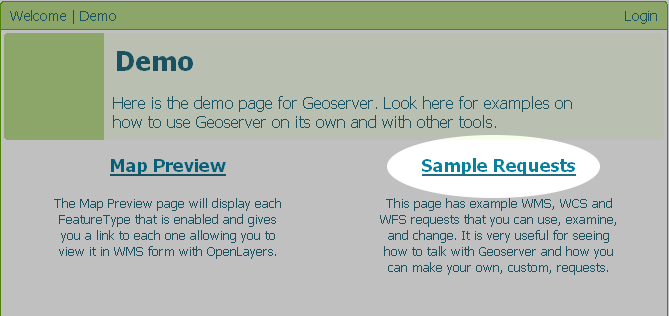 Welcome | Demo
Login
Demo
Here is the demo page for Geoserver. Look here for examples on
how to use Geoserver on its own and with other tools.
Map Preview
The Map Preview page will display each
FeatureType that is enabled and gives
you a link to each one allowing you to
view it in WMS form with OpenLayers.
Sample Requests
This page has example WMS, WCS and
WFS requests that you can use, examine,
and change. It is very useful for seeing
how to talk with Geoserver and how you
can make your own, custom, requests.